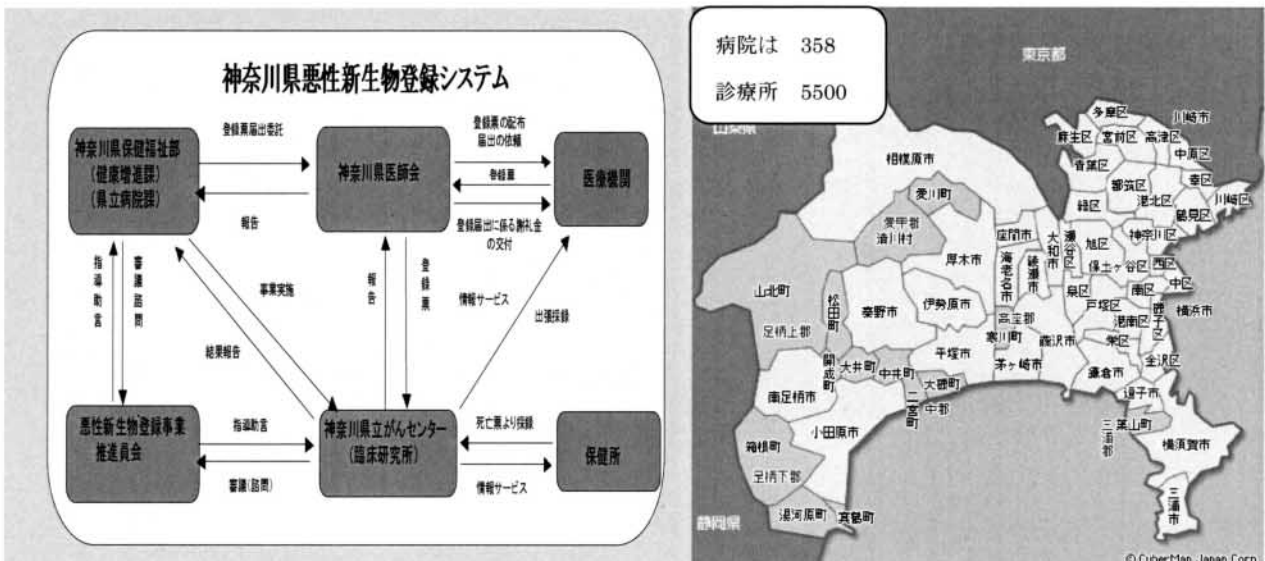 神奈川県悪性新生物登録システム
神奈川県保健福祉部
(健康増進課)
(県立病院課)
登録票届出委託
報告
神奈川県医師会
登録票の配布
届出の依頼
登録票
登録届出に係る謝礼金
の交付
医療機関
指導助言
審議諮問
事業実施
結果報告
報告
登録票
情報サービス
出張採録
悪性新生物登録事業
推進員会
指導助言
審議(諮問)
神奈川県立がんセンター
(臨床研究所)
死亡票より採録
情報サービス
保健所
病院は 358
診療所 5500
東京都
山梨県
静岡県
多摩区
川崎市
麻生区
宮前区
高津区
中原区
青葉区
都筑区
幸区
港北区
川崎区
緑区
鶴見区
相模原市
愛川町
愛甲郡
清川村
座間市
大和市
瀬谷区
旭区
神奈川区
厚木市
海老名市
綾瀬市
保土ヶ谷区
西区
泉区
南区
中区
山北町
松田町
秦野市
伊勢原市
戸塚区
磯子区
横浜市
高座郡
港南区
足柄上郡
寒川町
藤沢市
栄区
開成町
大井町
中井町
平塚市
茅ヶ崎市
金沢区
鎌倉市
南足柄市
大磯町
二宮町
中郡
逗子市
小田原市
葉山町
三浦郡
箱根町
横須賀市
足柄下郡
三浦市
湯河原町
真鶴町
© CyberMap Japan Corp.